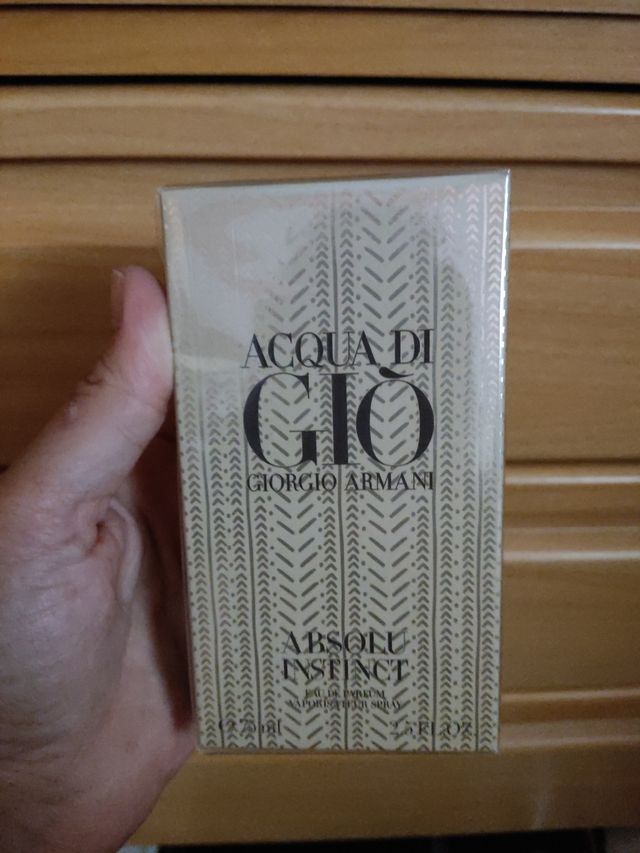 ACQUA DI
GIÒ
GIORGIO ARMANI
ABSOLU
INSTINCT
EAU DE PARFUM
VAPORISATEUR SPRAY
℮ 75 ml 2.5 FL.OZ.